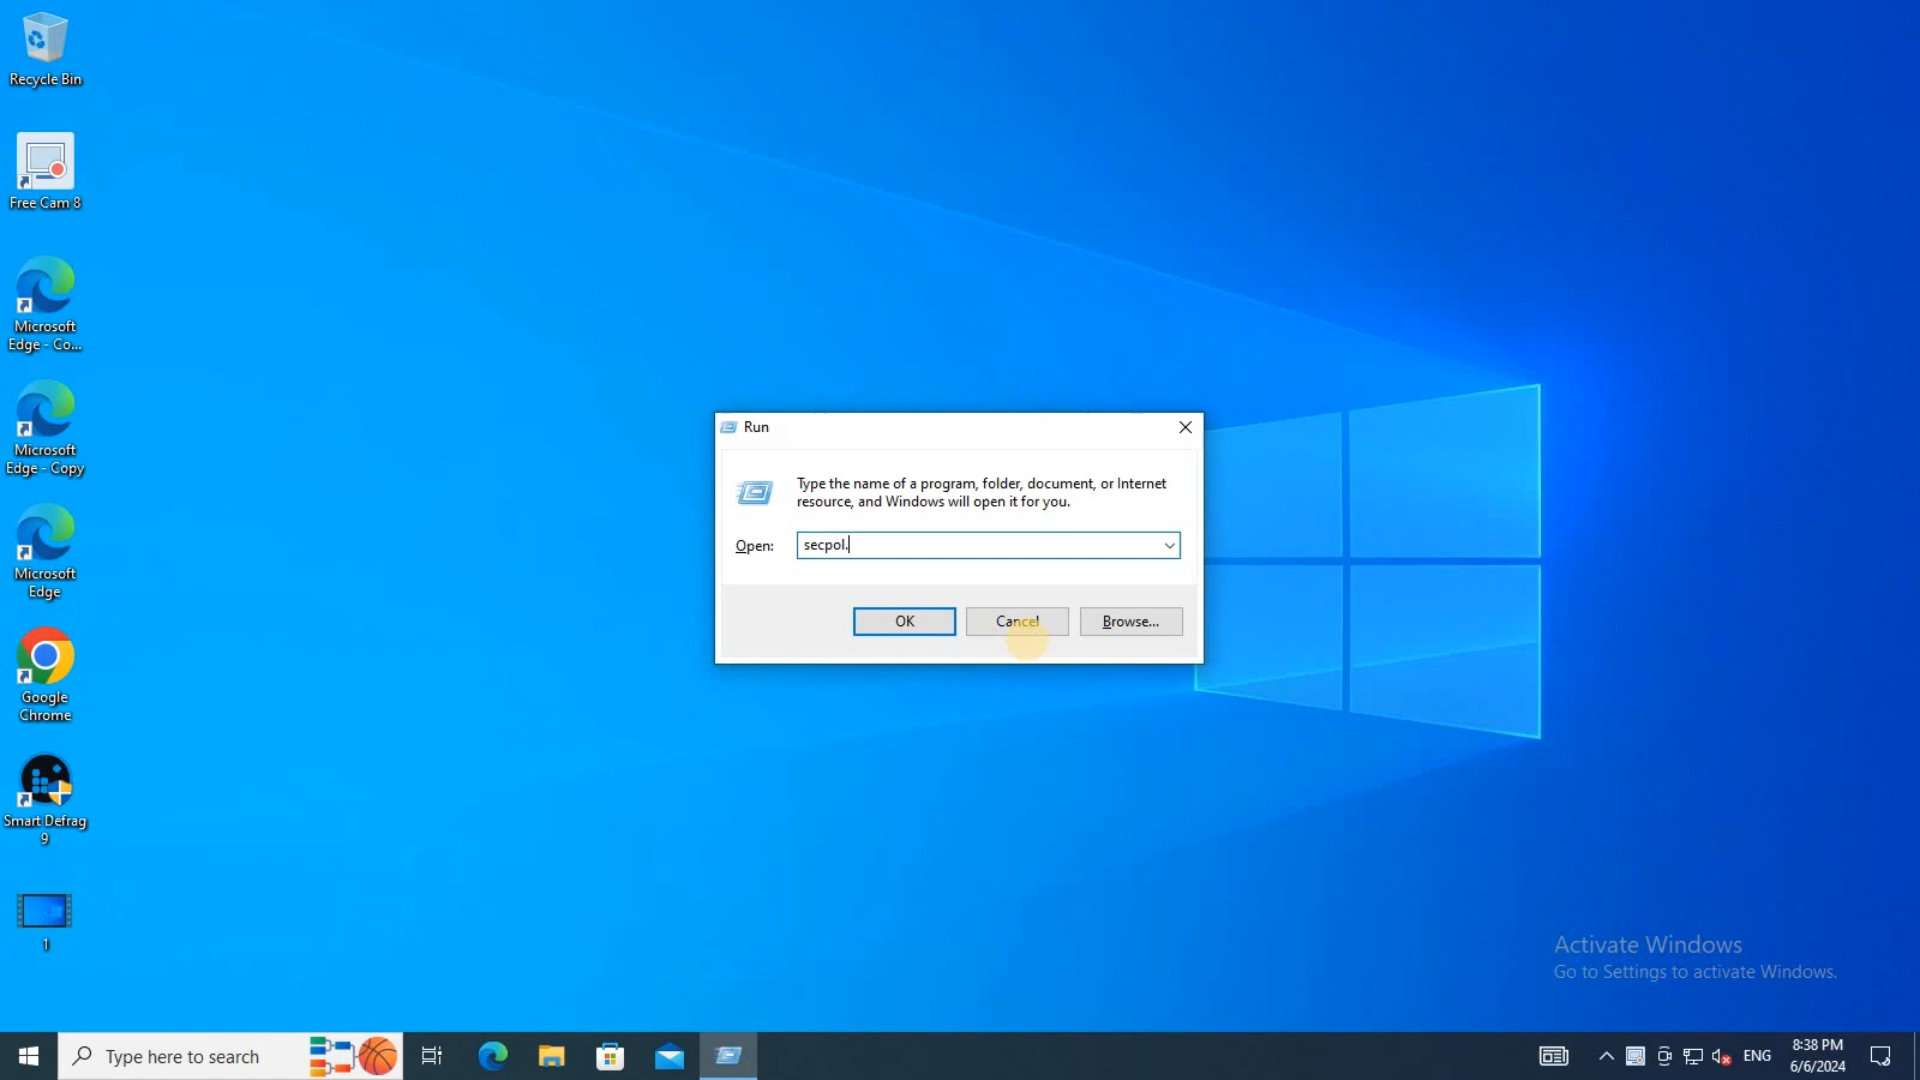 Recycle Bin
Free Cam 8
Microsoft
Edge - Co...
Microsoft
Edge - Copy
Microsoft
Edge
Google
Chrome
Smart Defrag
9
1
Run
Type the name of a program, folder, document, or Internet
resource, and Windows will open it for you.
Open:
secpol.
OK
Cancel
Browse...
Activate Windows
Go to Settings to activate Windows.
Type here to search
ENG
8:38 PM
6/6/2024